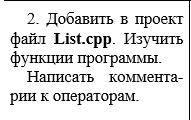 2. Добавить в проект
файл List.cpp. Изучить
функции программы.
Написать коммента-
рии к операторам.